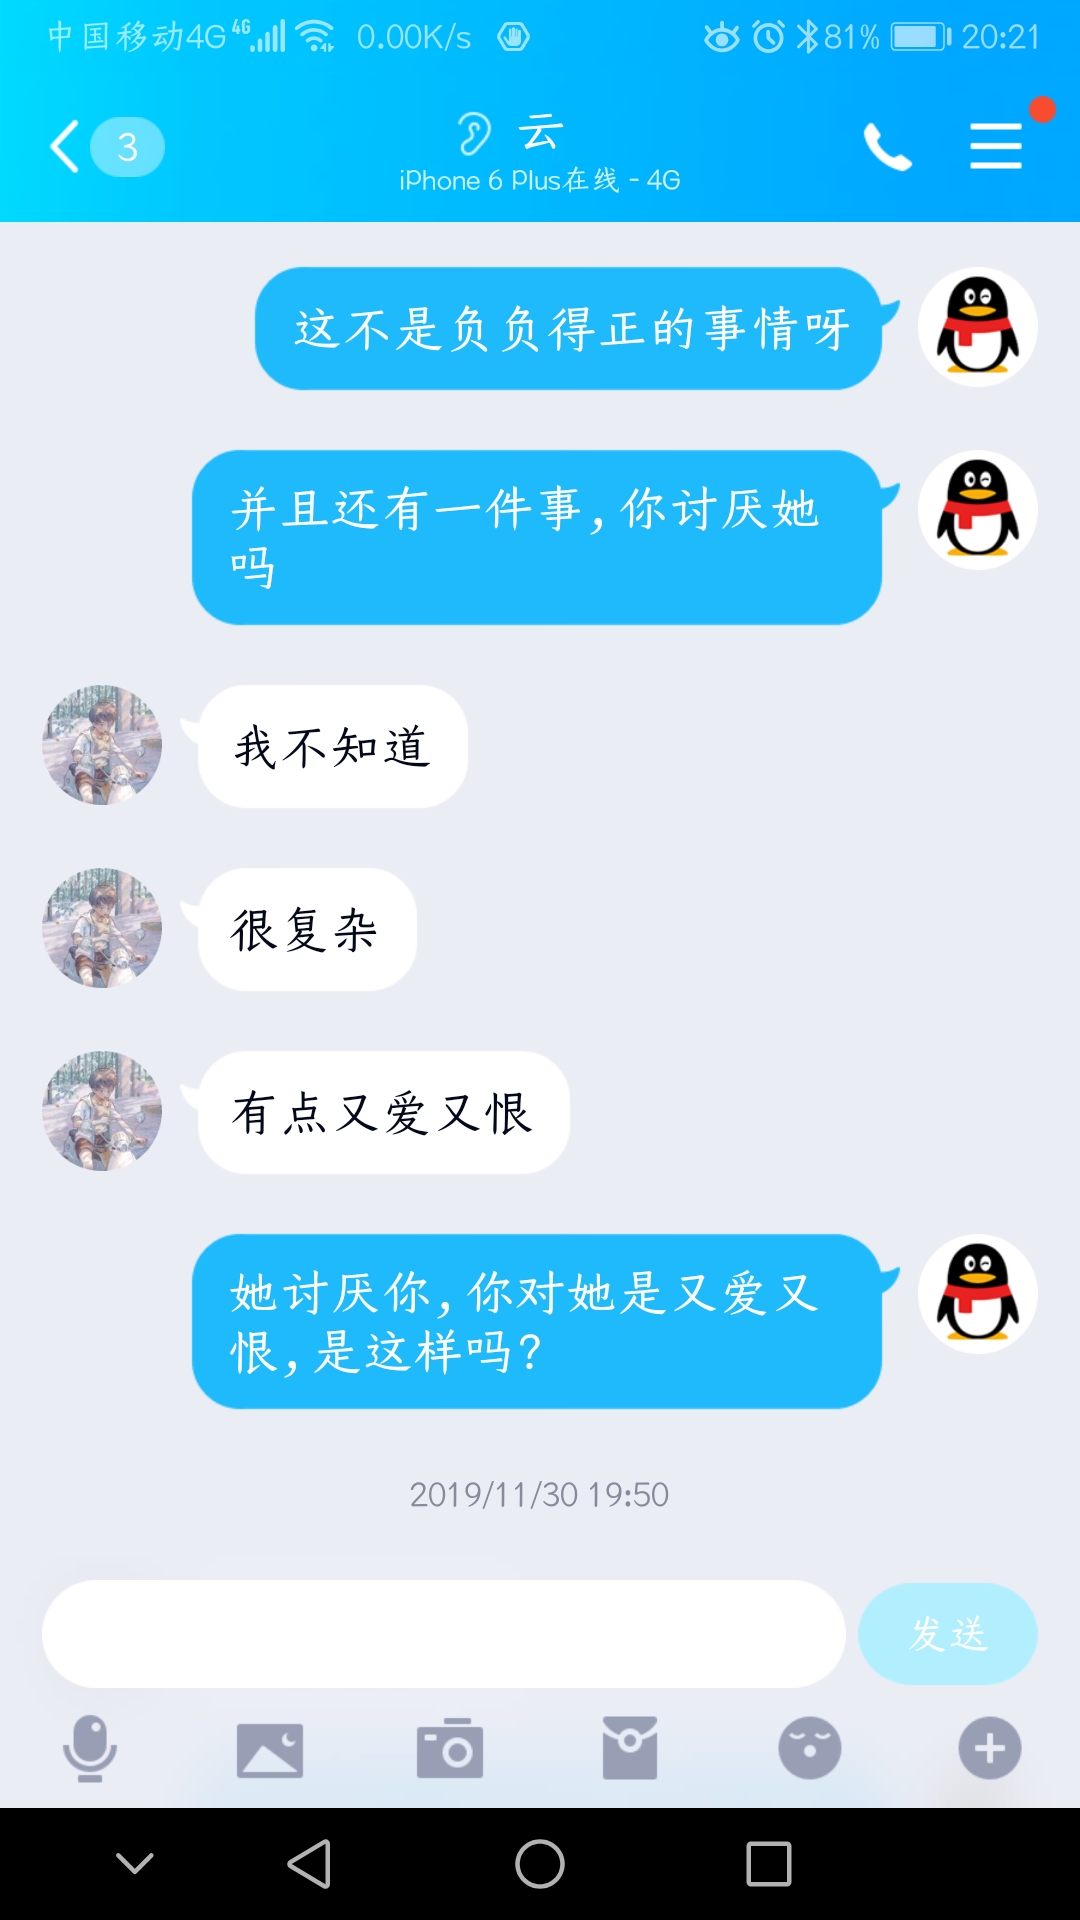 中国移动4G 4G 0.00K/s 81% 20:21
3
云
iPhone 6 Plus在线 - 4G
这不是负负得正的事情呀
并且还有一件事,你讨厌她
吗
我不知道
很复杂
有点又爱又恨
她讨厌你,你对她是又爱又
恨,是这样吗?
2019/11/30 19:50
发送